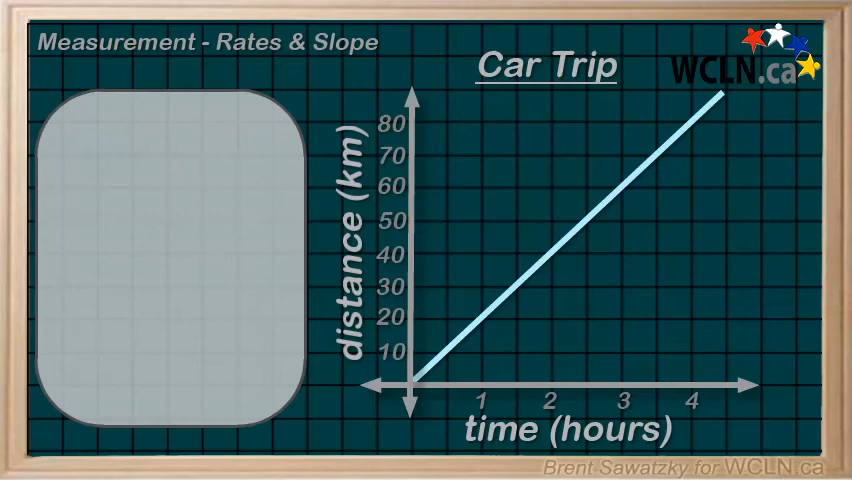 Measurement - Rates & Slope
Car Trip
WCLN.ca
distance (km)
80
70
60
50
40
30
20
10
1 2 3 4
time (hours)
Brent Sawatzky for WCLN.ca